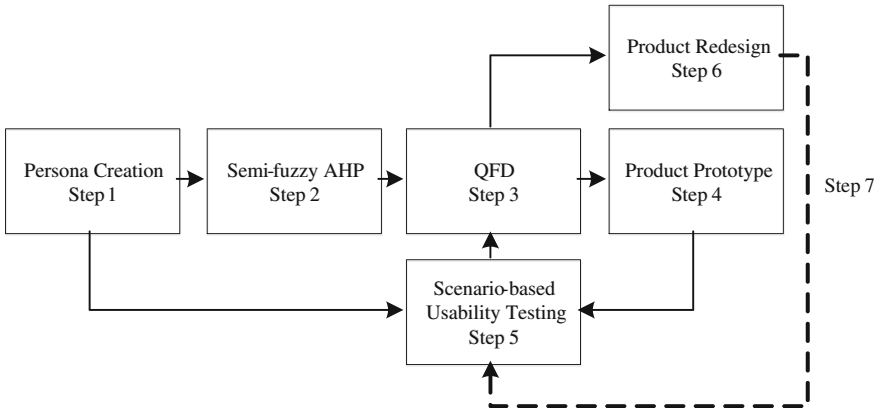 Product Redesign
Step 6
Persona Creation
Step 1
Semi-fuzzy AHP
Step 2
QFD
Step 3
Product Prototype
Step 4
Step 7
Scenario-based
Usability Testing
Step 5